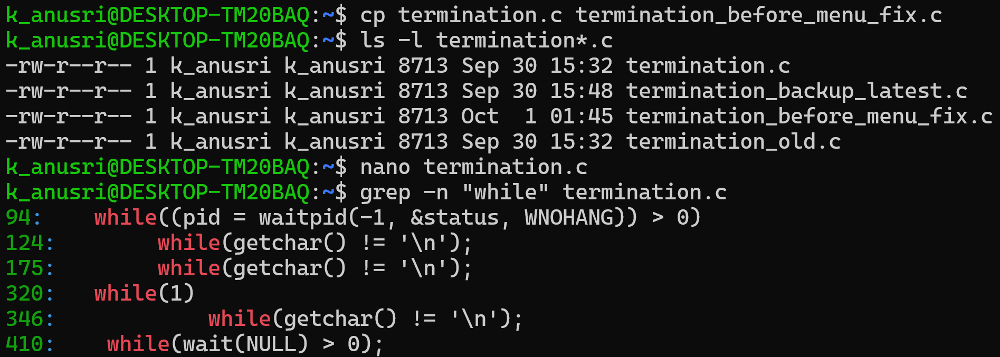 k_anusri@DESKTOP-TM20BAQ:~$ cp termination.c termination_before_menu_fix.c
k_anusri@DESKTOP-TM20BAQ:~$ ls -l termination*.c
-rw-r--r-- 1 k_anusri k_anusri 8713 Sep 30 15:32 termination.c
-rw-r--r-- 1 k_anusri k_anusri 8713 Sep 30 15:48 termination_backup_latest.c
-rw-r--r-- 1 k_anusri k_anusri 8713 Oct  1 01:45 termination_before_menu_fix.c
-rw-r--r-- 1 k_anusri k_anusri 8713 Sep 30 15:32 termination_old.c
k_anusri@DESKTOP-TM20BAQ:~$ nano termination.c
k_anusri@DESKTOP-TM20BAQ:~$ grep -n "while" termination.c
94:    while((pid = waitpid(-1, &status, WNOHANG)) > 0)
124:        while(getchar() != '\n');
175:        while(getchar() != '\n');
320:   while(1)
346:            while(getchar() != '\n');
410:    while(wait(NULL) > 0);